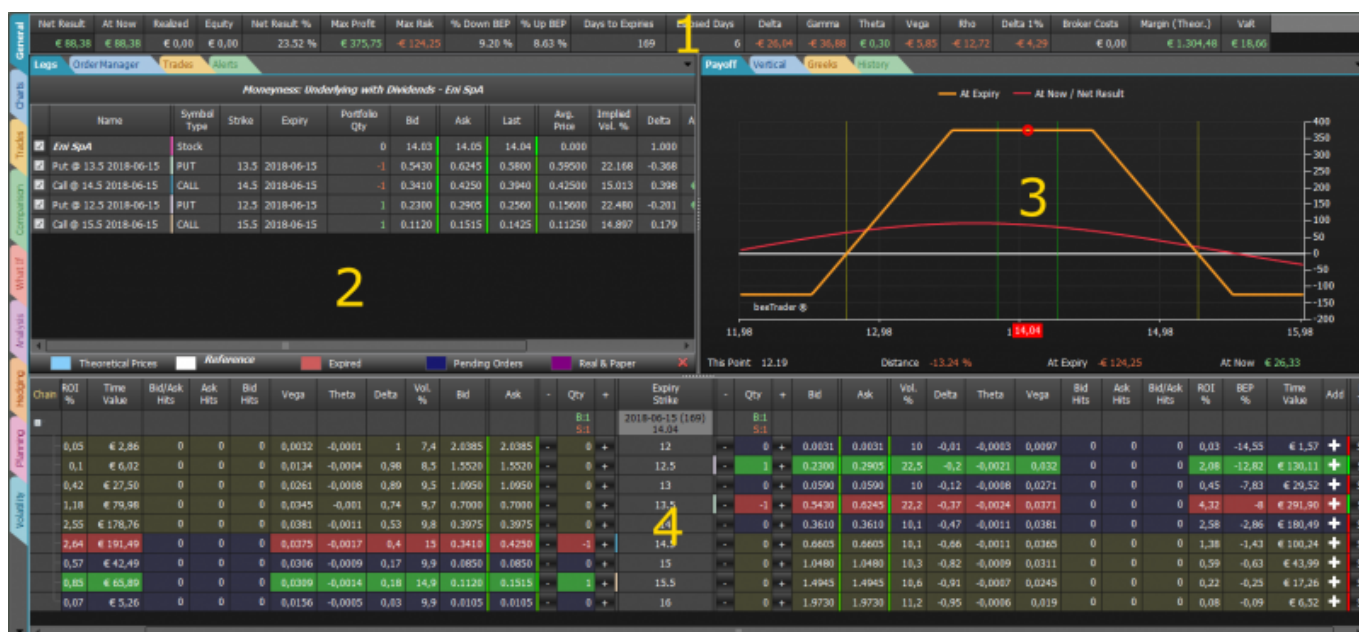 General
Charts
Trades
Comparison
What If
Analysis
Hedging
Planning
Volatility
Net Result At Now Realized Equity Net Result % Max Profit Max Risk % Down BEP % Up BEP Days to Expires Elapsed Days Delta Gamma Theta Vega Rho Delta 1% Broker Costs Margin (Theor.) VaR
€ 88,38 € 88,38 € 0,00 € 0,00 23.52 % € 375,75 -€ 124,25 9.20 % 8.63 % 169 6 -€ 26,04 -€ 36,88 € 0,30 -€ 5,85 -€ 12,72 -€ 4,29 € 0,00 € 1.304,48 € 18,66
1
Legs Order Manager Trades Alerts
Moneyness: Underlying with Dividends - Eni SpA
Name Symbol Type Strike Expiry Portfolio Qty Bid Ask Last Avg. Price Implied Vol. % Delta A
Eni SpA Stock 0 14.03 14.05 14.04 0.000 1.000
Put @ 13.5 2018-06-15 PUT 13.5 2018-06-15 -1 0.5430 0.6245 0.5800 0.59500 22.168 -0.368
Call @ 14.5 2018-06-15 CALL 14.5 2018-06-15 -1 0.3410 0.4250 0.3940 0.42500 15.013 0.398 €
Put @ 12.5 2018-06-15 PUT 12.5 2018-06-15 1 0.2300 0.2905 0.2560 0.15600 22.480 -0.201 €
Call @ 15.5 2018-06-15 CALL 15.5 2018-06-15 1 0.1120 0.1515 0.1425 0.11250 14.897 0.179
2
Theoretical Prices Reference Expired Pending Orders Real & Paper X
Payoff Vertical Greeks History
At Expiry At Now / Net Result
400
350
300
250
200
150
100
50
0
-50
-100
-150
-200
3
beeTrader ®
11,98 12,98 14,04 14,98 15,98
This Point 12.19 Distance -13.24 % At Expiry -€ 124,25 At Now € 26,33
Chain ROI % Time Value Bid/Ask Hits Ask Hits Bid Hits Vega Theta Delta Vol. % Bid Ask - Qty + Expiry Strike - Qty + Bid Ask Vol. % Delta Theta Vega Bid Hits Ask Hits Bid/Ask Hits ROI % BEP % Time Value Add
B:1 S:1 2018-06-15 (169) 14.04 B:1 S:1
0,05 € 2,86 0 0 0 0,0032 -0,0001 1 7,4 2.0385 2.0385 - 0 + 12 - 0 + 0.0031 0.0031 10 -0,01 -0,0003 0,0097 0 0 0 0,03 -14,55 € 1,57 +
0,1 € 6,02 0 0 0 0,0134 -0,0004 0,98 8,5 1.5520 1.5520 - 0 + 12.5 - 1 + 0.2300 0.2905 22,5 -0,2 -0,0021 0,032 0 0 0 2,08 -12,82 € 130,11 +
0,42 € 27,50 0 0 0 0,0261 -0,0008 0,89 9,5 1.0950 1.0950 - 0 + 13 - 0 + 0.0590 0.0590 10 -0,12 -0,0008 0,0271 0 0 0 0,45 -7,83 € 29,52 +
1,18 € 79,98 0 0 0 0,0345 -0,001 0,74 9,7 0.7000 0.7000 - 0 + 13.5 - -1 + 0.5430 0.6245 22,2 -0,37 -0,0024 0,0371 0 0 0 4,32 -8 € 291,90 +
2,55 € 178,76 0 0 0 0,0381 -0,0011 0,53 9,8 0.3975 0.3975 - 0 + - 0 + 0.3610 0.3610 10,1 -0,47 -0,0011 0,0381 0 0 0 2,58 -2,86 € 180,49 +
4
2,64 € 191,49 0 0 0 0,0375 -0,0017 0,4 15 0.3410 0.4250 - -1 + 14.5 - 0 + 0.6605 0.6605 10,1 -0,66 -0,0011 0,0365 0 0 0 1,38 -1,43 € 100,24 +
0,57 € 42,49 0 0 0 0,0306 -0,0009 0,17 9,9 0.0850 0.0850 - 0 + 15 - 0 + 1.0480 1.0480 10,3 -0,82 -0,0009 0,0311 0 0 0 0,59 -0,63 € 43,99 +
0,85 € 65,89 0 0 0 0,0309 -0,0014 0,18 14,9 0.1120 0.1515 - 1 + 15.5 - 0 + 1.4945 1.4945 10,6 -0,91 -0,0007 0,0245 0 0 0 0,22 -0,25 € 17,26 +
0,07 € 5,26 0 0 0 0,0156 -0,0005 0,03 9,9 0.0105 0.0105 - 0 + 16 - 0 + 1.9730 1.9730 11,2 -0,95 -0,0006 0,019 0 0 0 0,08 -0,09 € 6,52 +